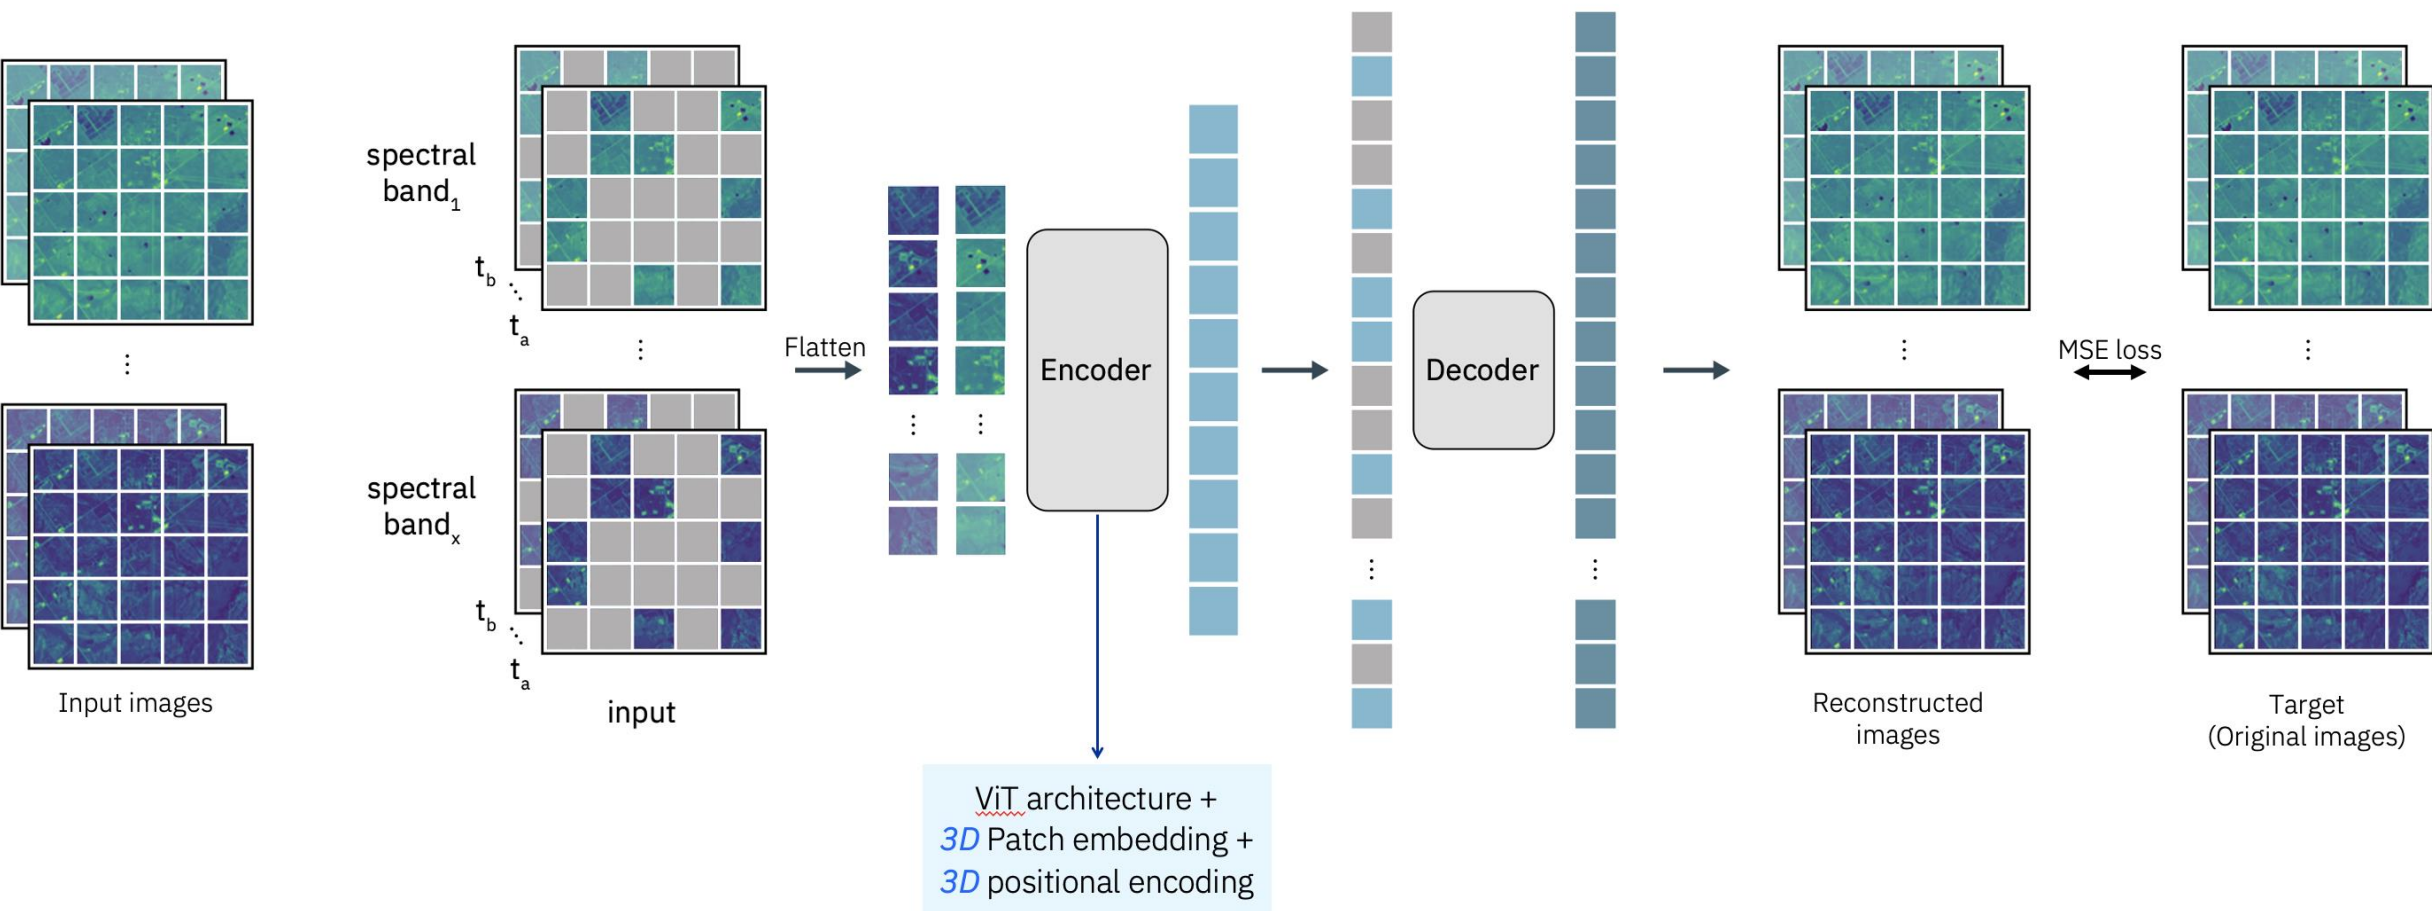 Input images
spectral
band1
tb
ta
spectral
bandx
tb
ta
input
Flatten
Encoder
ViT architecture +
3D Patch embedding +
3D positional encoding
Decoder
Reconstructed
images
MSE loss
Target
(Original images)